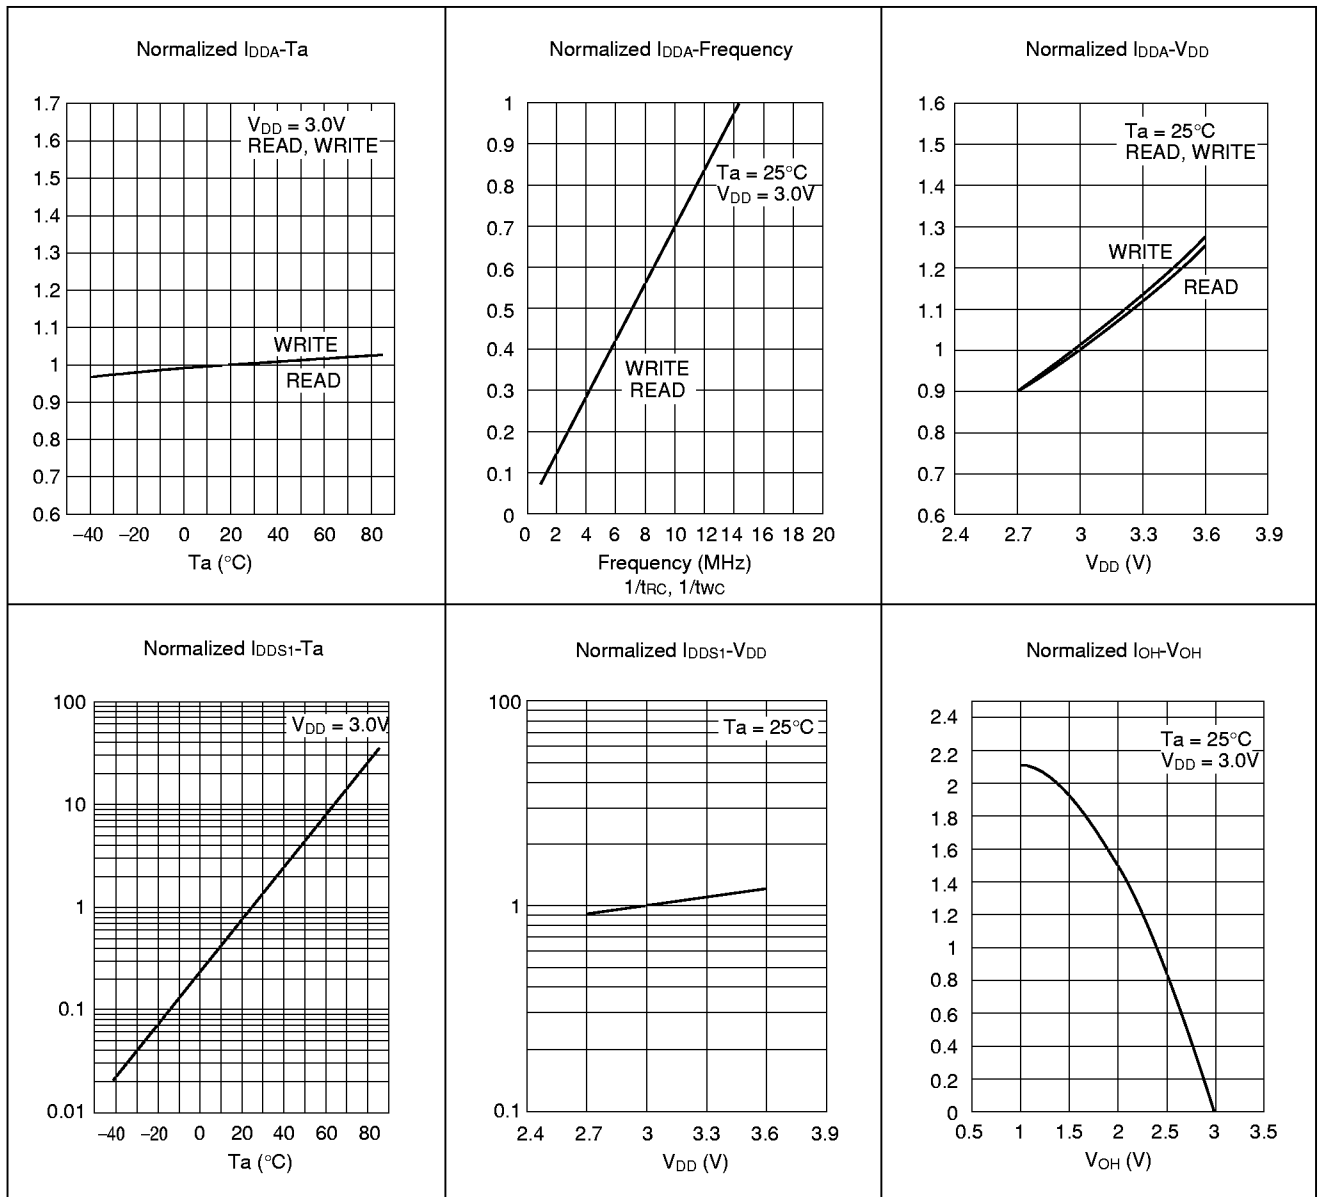 Normalized IDDA-Ta
1.7
1.6
1.5
1.4
1.3
1.2
1.1
1
0.9
0.8
0.7
0.6
VDD = 3.0V
READ, WRITE
WRITE
READ
−40 −20 0 20 40 60 80
Ta (°C)
Normalized IDDA-Frequency
1
0.9
0.8
0.7
0.6
0.5
0.4
0.3
0.2
0.1
0
Ta = 25°C
VDD = 3.0V
WRITE
READ
0 2 4 6 8 10 12 14 16 18 20
Frequency (MHz)
1/tRC, 1/tWC
Normalized IDDA-VDD
1.6
1.5
1.4
1.3
1.2
1.1
1
0.9
0.8
0.7
0.6
Ta = 25°C
READ, WRITE
WRITE
READ
2.4 2.7 3 3.3 3.6 3.9
VDD (V)
Normalized IDDS1-Ta
100
10
1
0.1
0.01
VDD = 3.0V
−40 −20 0 20 40 60 80
Ta (°C)
Normalized IDDS1-VDD
100
1
0.1
Ta = 25°C
2.4 2.7 3 3.3 3.6 3.9
VDD (V)
Normalized IOH-VOH
2.4
2.2
2
1.8
1.6
1.4
1.2
1
0.8
0.6
0.4
0.2
0
Ta = 25°C
VDD = 3.0V
0.5 1 1.5 2 2.5 3 3.5
VOH (V)